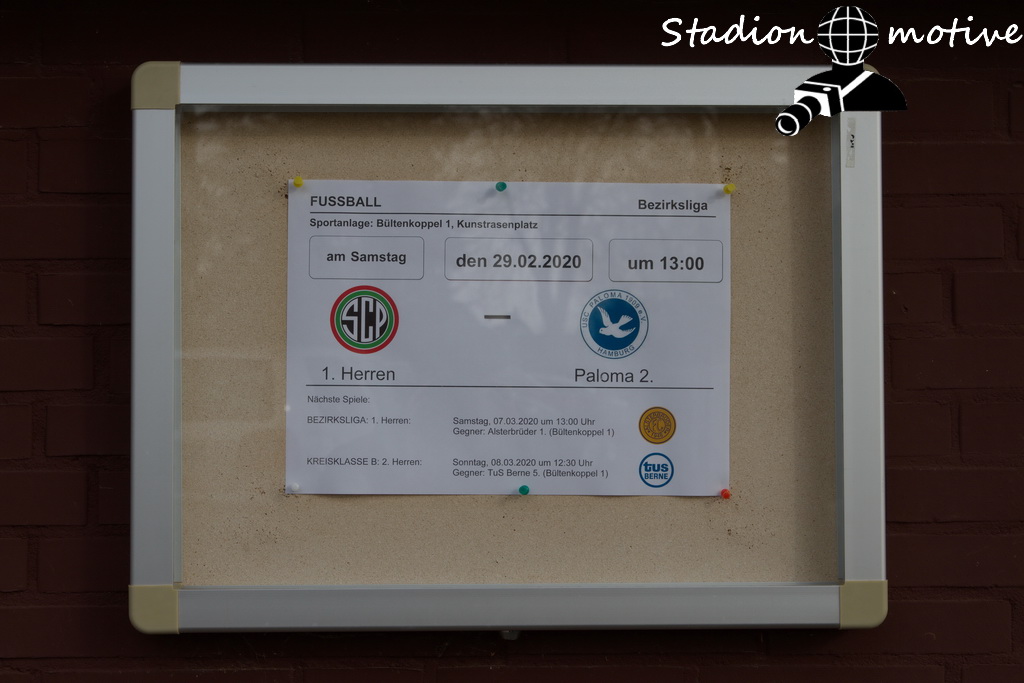 Stadion motive
FUSSBALL Bezirksliga
Sportanlage: Bültenkoppel 1, Kunstrasenplatz
am Samstag den 29.02.2020 um 13:00
SCP – USC PALOMA 1909 e.V. HAMBURG
1. Herren Paloma 2.
Nächste Spiele:
BEZIRKSLIGA: 1. Herren: Samstag, 07.03.2020 um 13:00 Uhr
Gegner: Alsterbrüder 1. (Bültenkoppel 1)
KREISKLASSE B: 2. Herren: Sonntag, 08.03.2020 um 12:30 Uhr
Gegner: TuS Berne 5. (Bültenkoppel 1)
tus
BERNE